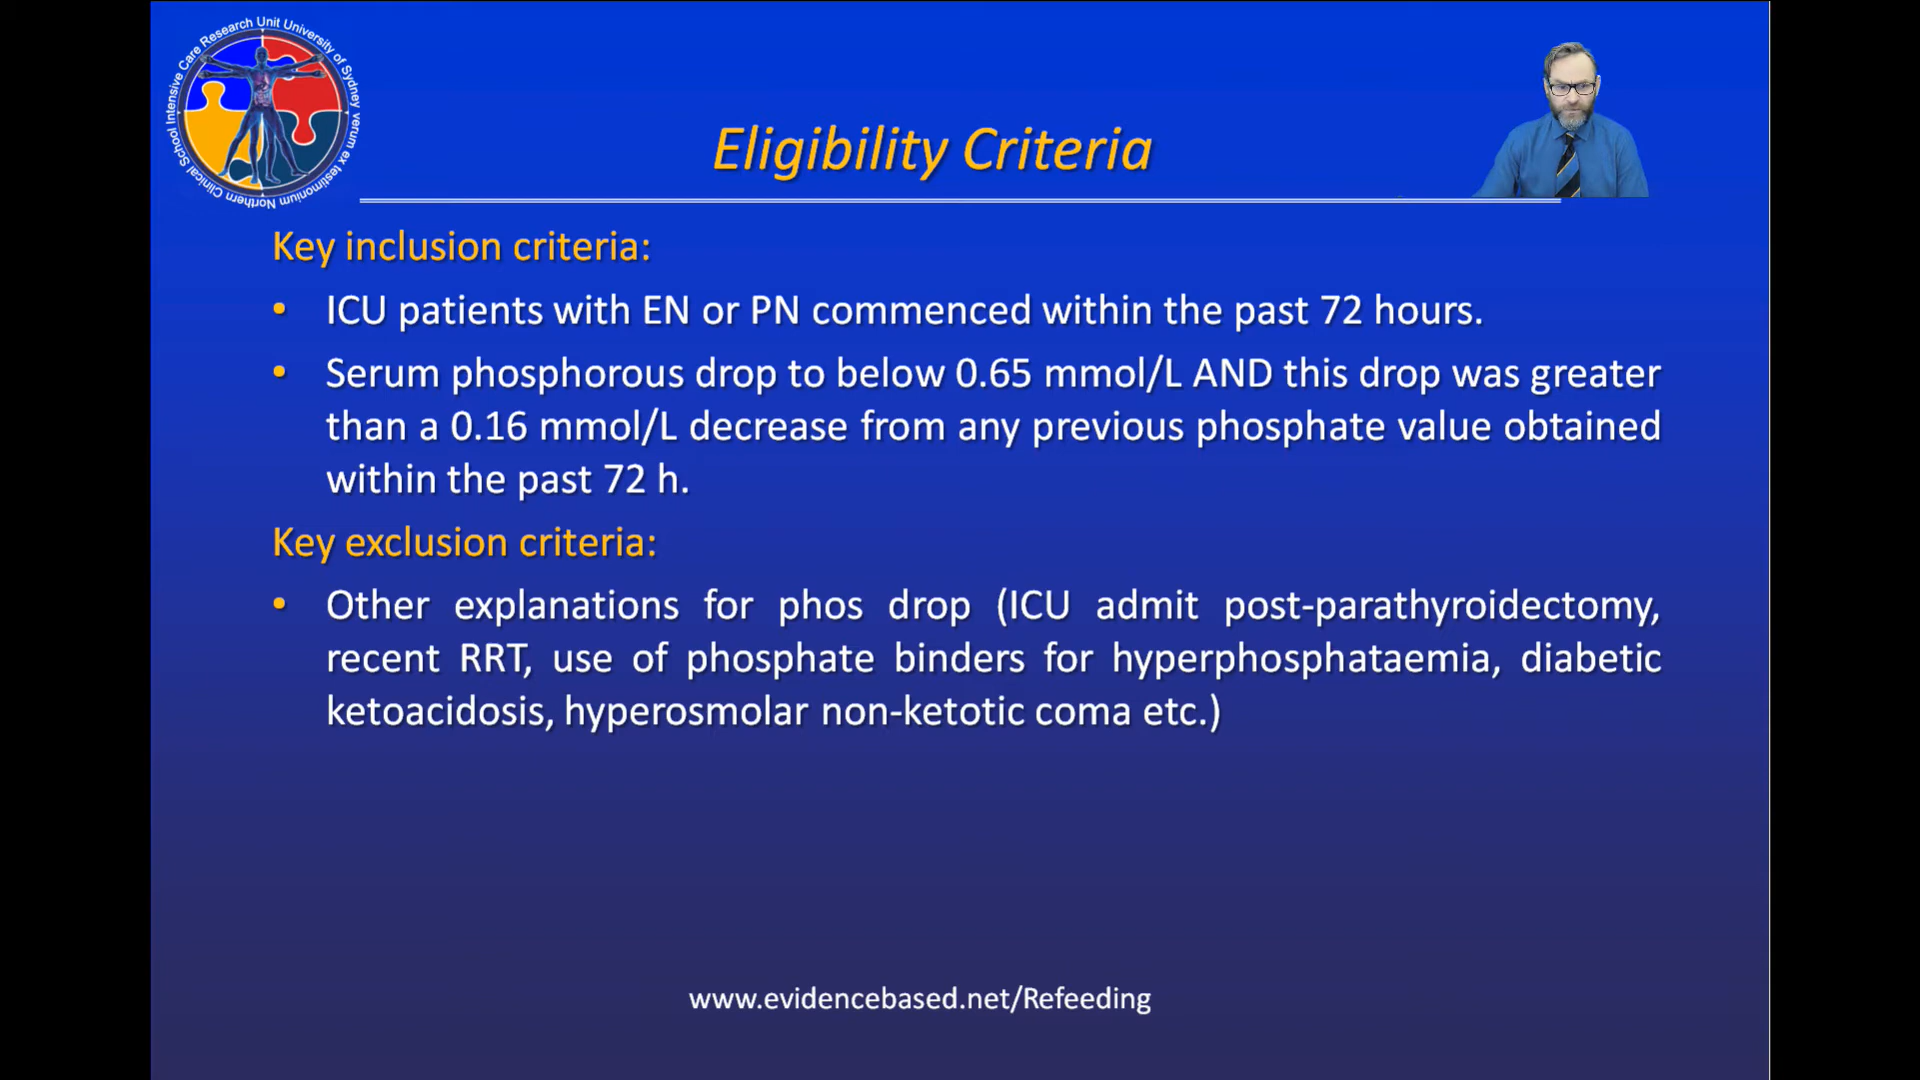 Northern Clinical School Intensive Care Research Unit University of Sydney verum ex testimonium
Eligibility Criteria
Key inclusion criteria:
• ICU patients with EN or PN commenced within the past 72 hours.
• Serum phosphorous drop to below 0.65 mmol/L AND this drop was greater
than a 0.16 mmol/L decrease from any previous phosphate value obtained
within the past 72 h.
Key exclusion criteria:
• Other explanations for phos drop (ICU admit post-parathyroidectomy,
recent RRT, use of phosphate binders for hyperphosphataemia, diabetic
ketoacidosis, hyperosmolar non-ketotic coma etc.)
www.evidencebased.net/Refeeding